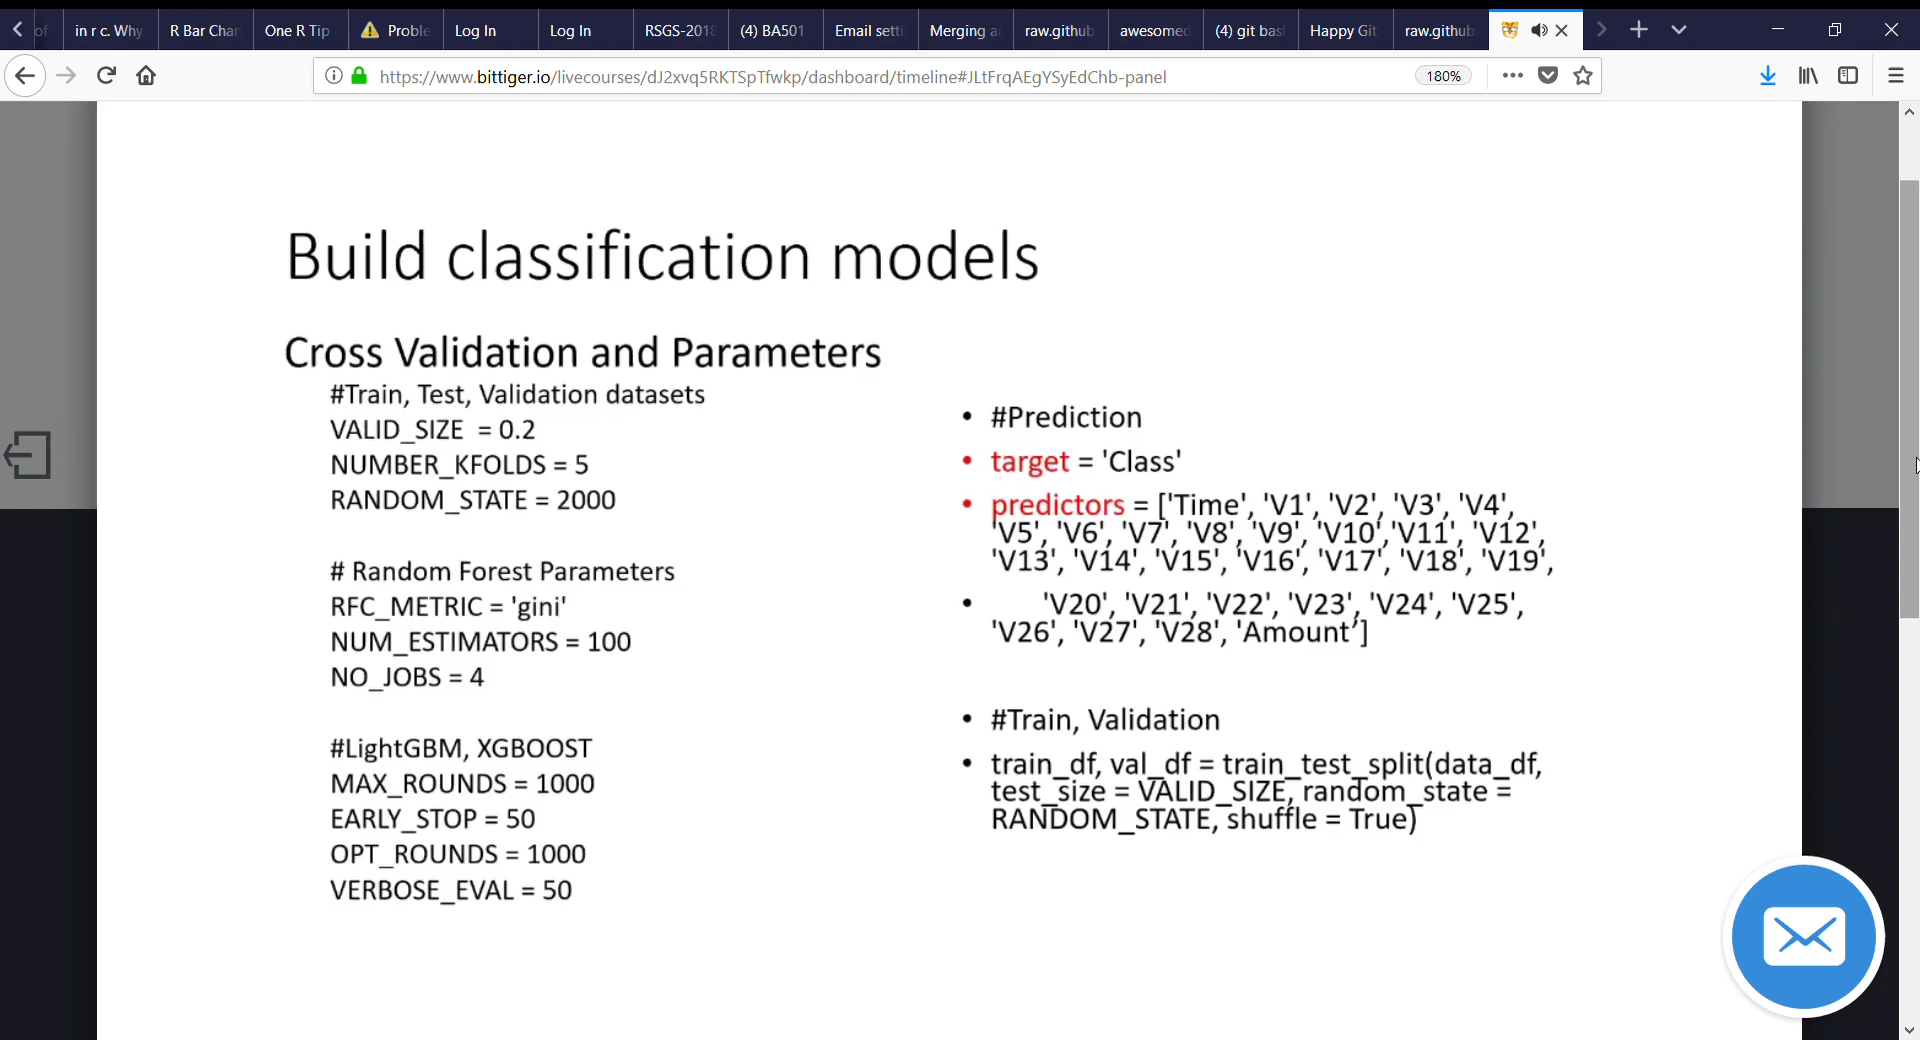 of
in r c. Why
R Bar Char
One R Tip
Proble
Log In
Log In
RSGS-2018
(4) BA501
Email setti
Merging a
raw.github
awesomed
(4) git bas
Happy Git
raw.github
https://www.bittiger.io/livecourses/dJ2xvq5RKTSpTfwkp/dashboard/timeline#JLtFrqAEgYSyEdChb-panel
180%
Build classification models
Cross Validation and Parameters
#Train, Test, Validation datasets
VALID_SIZE = 0.2
NUMBER_KFOLDS = 5
RANDOM_STATE = 2000
# Random Forest Parameters
RFC_METRIC = 'gini'
NUM_ESTIMATORS = 100
NO_JOBS = 4
#LightGBM, XGBOOST
MAX_ROUNDS = 1000
EARLY_STOP = 50
OPT_ROUNDS = 1000
VERBOSE_EVAL = 50
• #Prediction
• target = 'Class'
• predictors = ['Time', 'V1', 'V2', 'V3', 'V4',
'V5', 'V6', 'V7', 'V8', 'V9', 'V10','V11', 'V12',
'V13', 'V14', 'V15', 'V16', 'V17', 'V18', 'V19',
• 'V20', 'V21', 'V22', 'V23', 'V24', 'V25',
'V26', 'V27', 'V28', 'Amount’]
• #Train, Validation
• train_df, val_df = train_test_split(data_df,
test_size = VALID_SIZE, random_state =
RANDOM_STATE, shuffle = True)